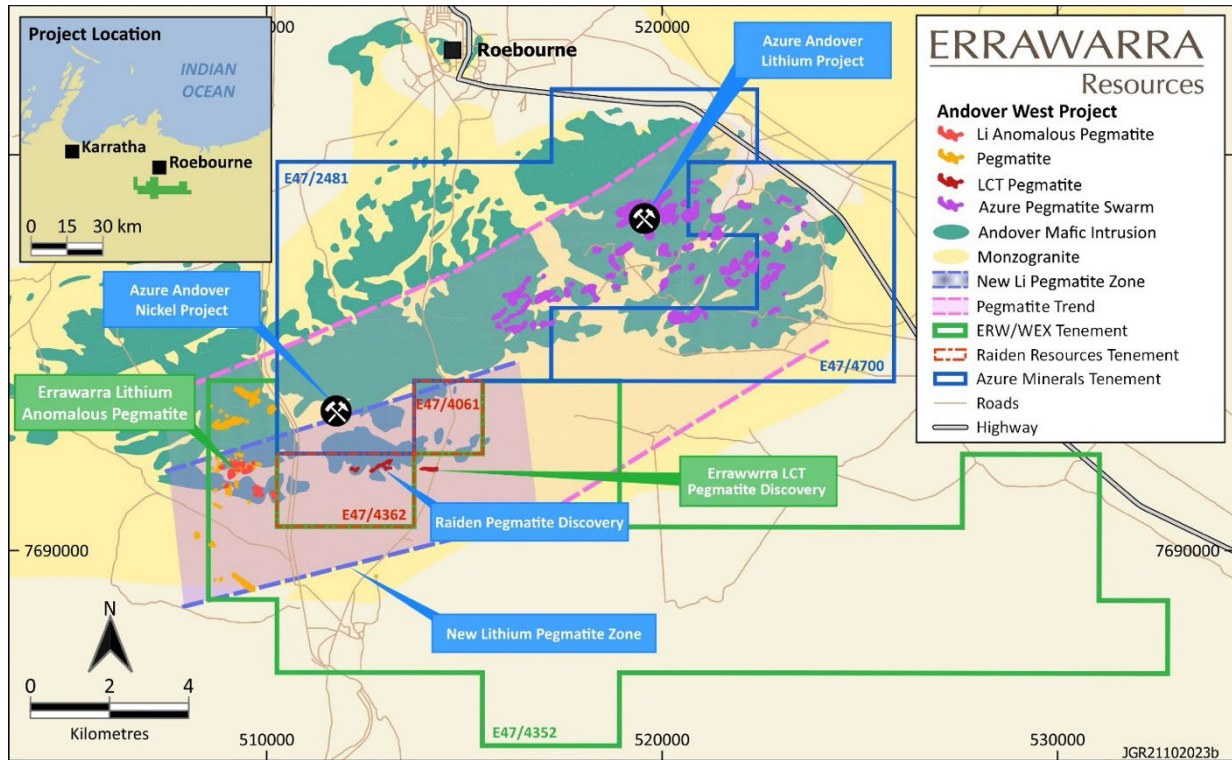 Project Location
INDIAN
OCEAN
Karratha
Roebourne
0 15 30 km
510000
520000
Roebourne
Azure Andover
Lithium Project
ERRAWARRA
Resources
Andover West Project
Li Anomalous Pegmatite
Pegmatite
LCT Pegmatite
Azure Pegmatite Swarm
Andover Mafic Intrusion
Monzogranite
New Li Pegmatite Zone
Pegmatite Trend
ERW/WEX Tenement
Raiden Resources Tenement
Azure Minerals Tenement
Roads
Highway
E47/2481
Azure Andover
Nickel Project
E47/4700
Errawarra Lithium
Anomalous Pegmatite
E47/4061
Errawwrra LCT
Pegmatite Discovery
E47/4362
Raiden Pegmatite Discovery
7690000
7690000
New Lithium Pegmatite Zone
N
0 2 4
Kilometres
E47/4352
510000
520000
530000
JGR21102023b